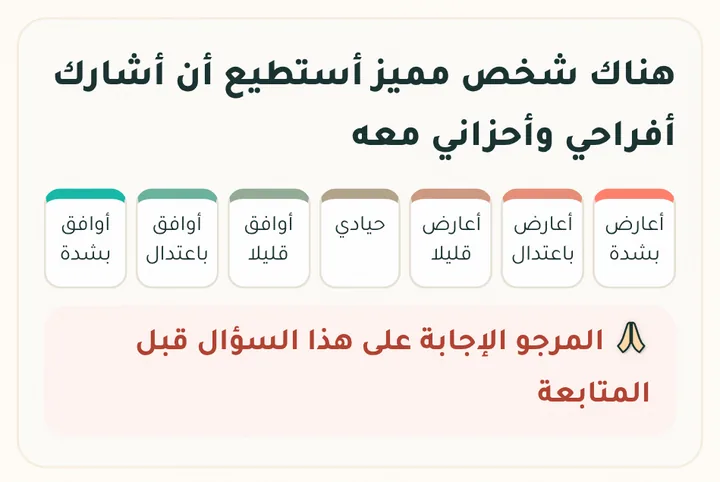 هناك شخص مميز أستطيع أن أشارك
أفراحي وأحزاني معه
أعارض بشدة
أعارض باعتدال
أعارض قليلا
حيادي
أوافق قليلا
أوافق باعتدال
أوافق بشدة
المرجو الإجابة على هذا السؤال قبل
المتابعة